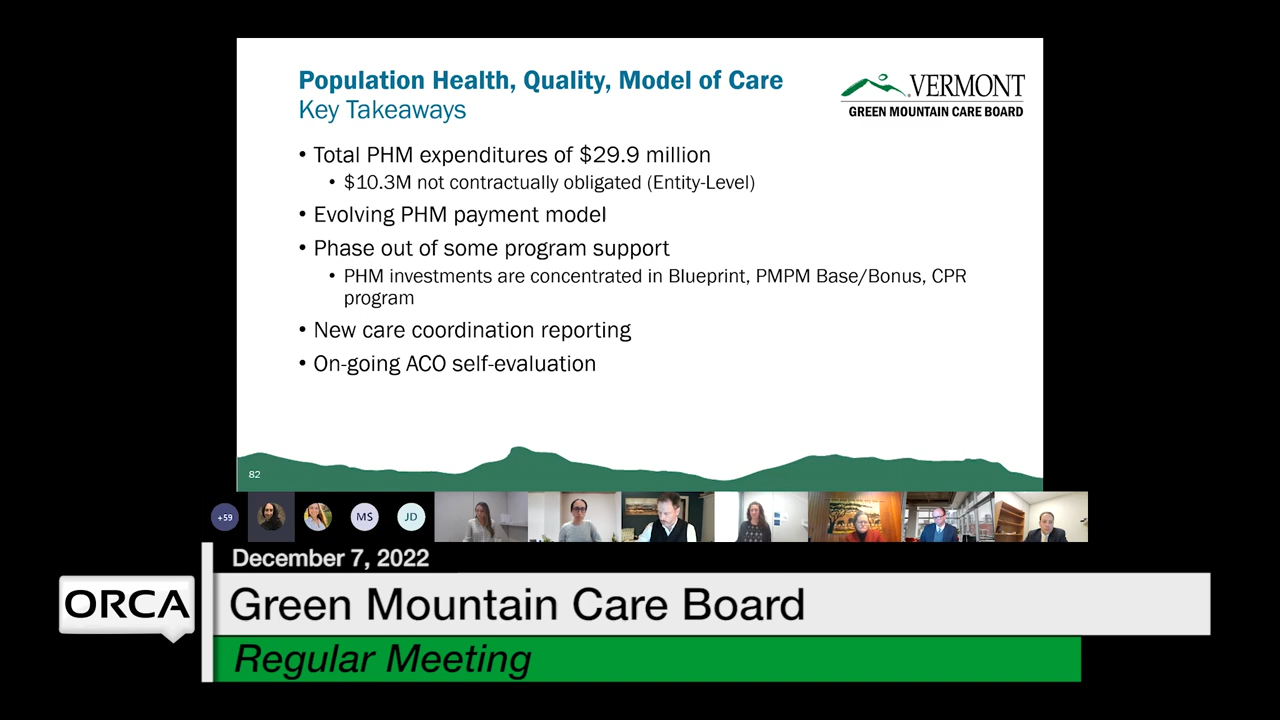 Population Health, Quality, Model of Care
Key Takeaways
VERMONT
GREEN MOUNTAIN CARE BOARD
• Total PHM expenditures of $29.9 million
• $10.3M not contractually obligated (Entity-Level)
• Evolving PHM payment model
• Phase out of some program support
• PHM investments are concentrated in Blueprint, PMPM Base/Bonus, CPR
program
• New care coordination reporting
• On-going ACO self-evaluation
82
+59
MS
JD
December 7, 2022
ORCA
Green Mountain Care Board
Regular Meeting